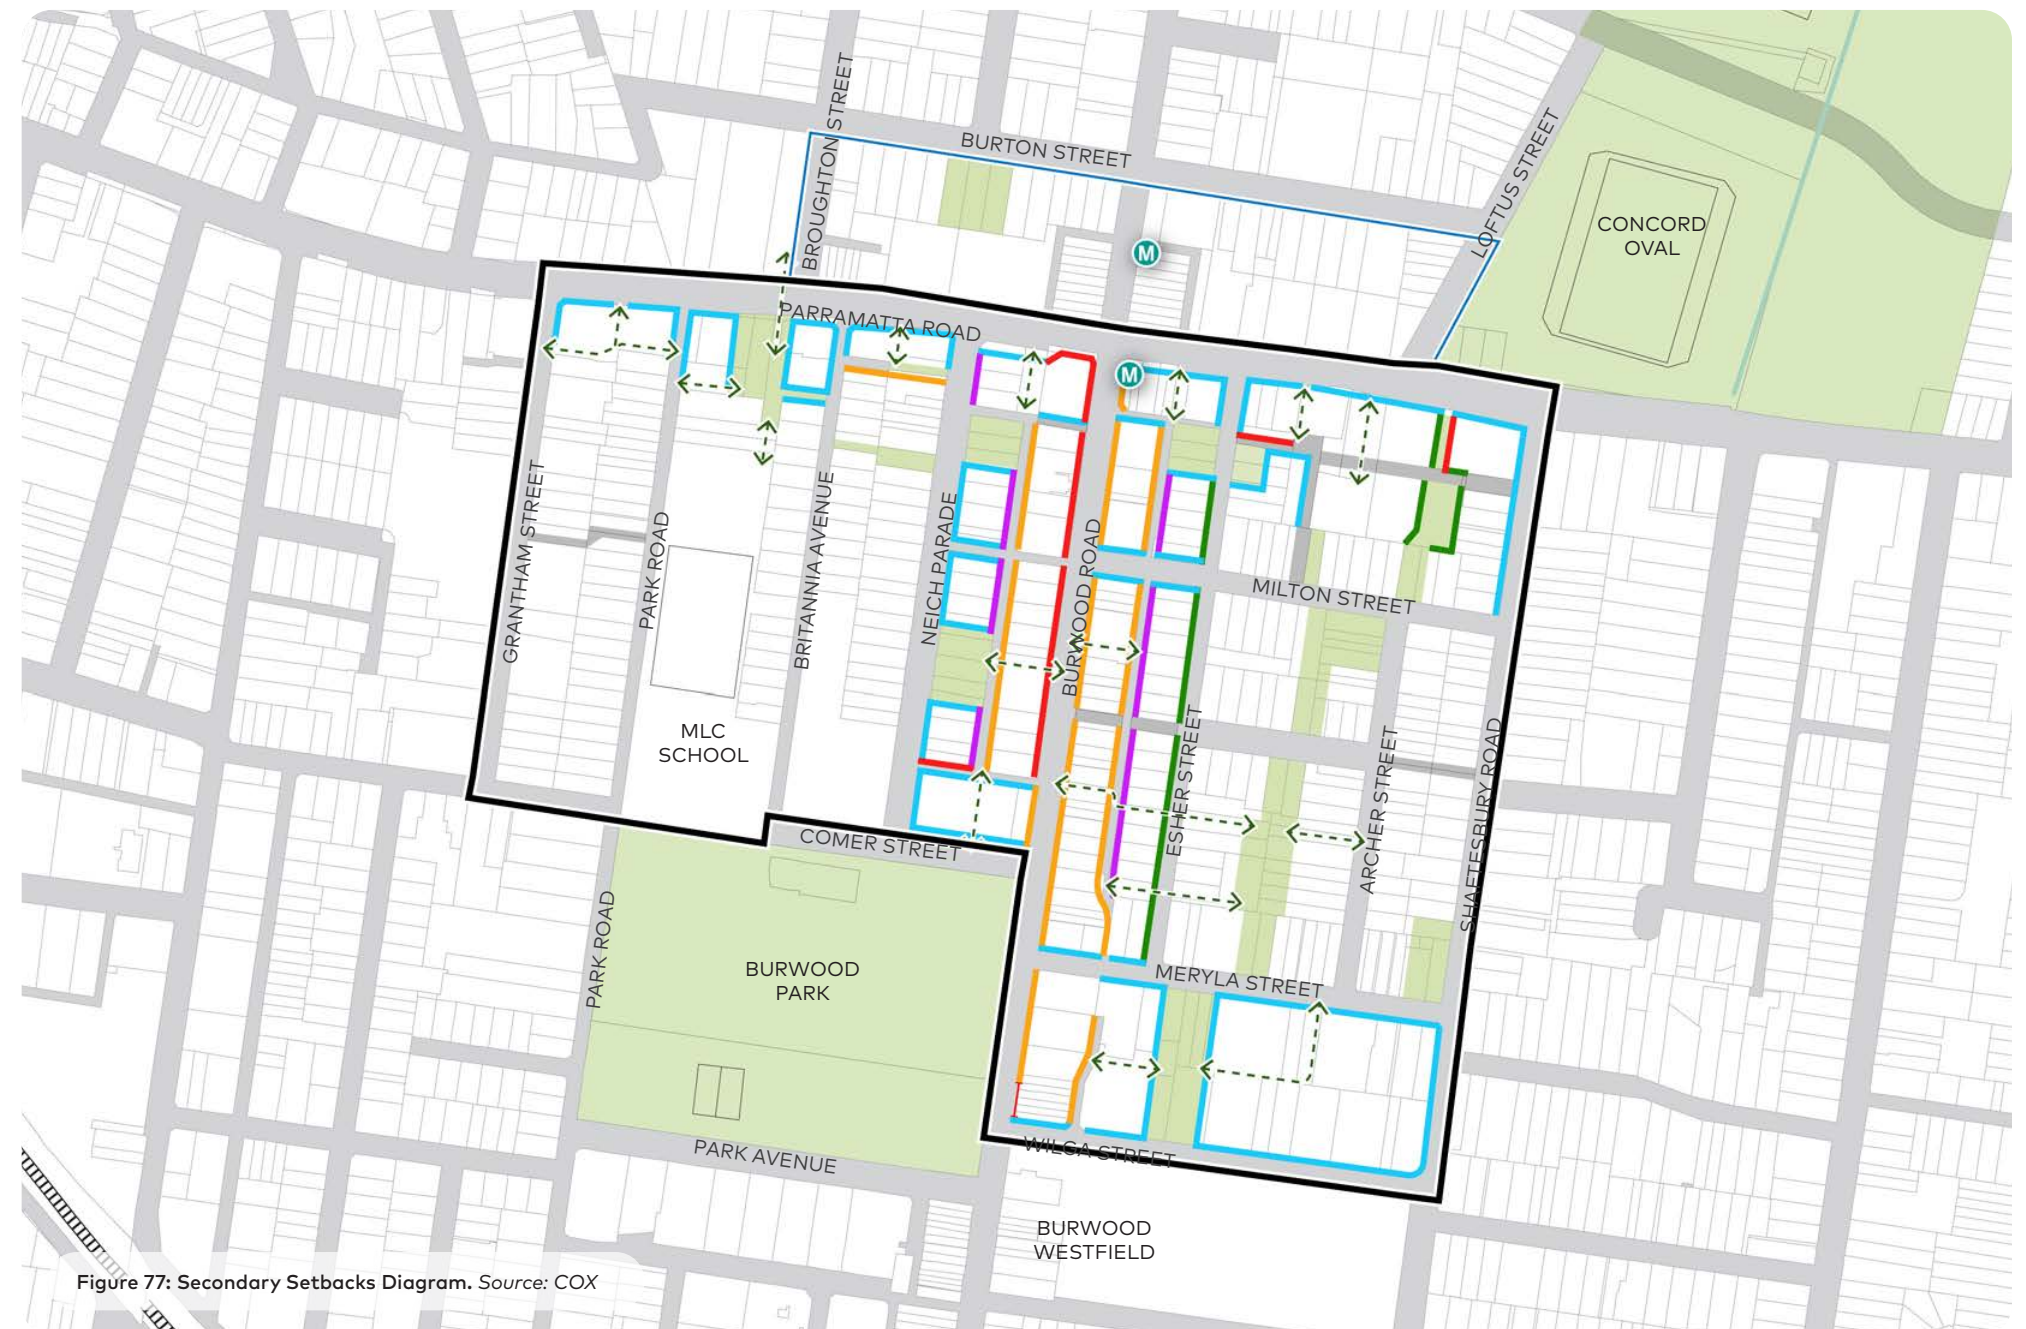 BROUGHTON STREET
BURTON STREET
LOFTUS STREET
CONCORD
OVAL
M
PARRAMATTA ROAD
M
GRANTHAM STREET
PARK ROAD
BRITANNIA AVENUE
NEICH PARADE
BURWOOD ROAD
MILTON STREET
MLC
SCHOOL
ESHER STREET
ARCHER STREET
SHAFTESBURY ROAD
COMER STREET
PARK ROAD
BURWOOD
PARK
MERYLA STREET
PARK AVENUE
WILGA STREET
BURWOOD
WESTFIELD
Figure 77: Secondary Setbacks Diagram. Source: COX